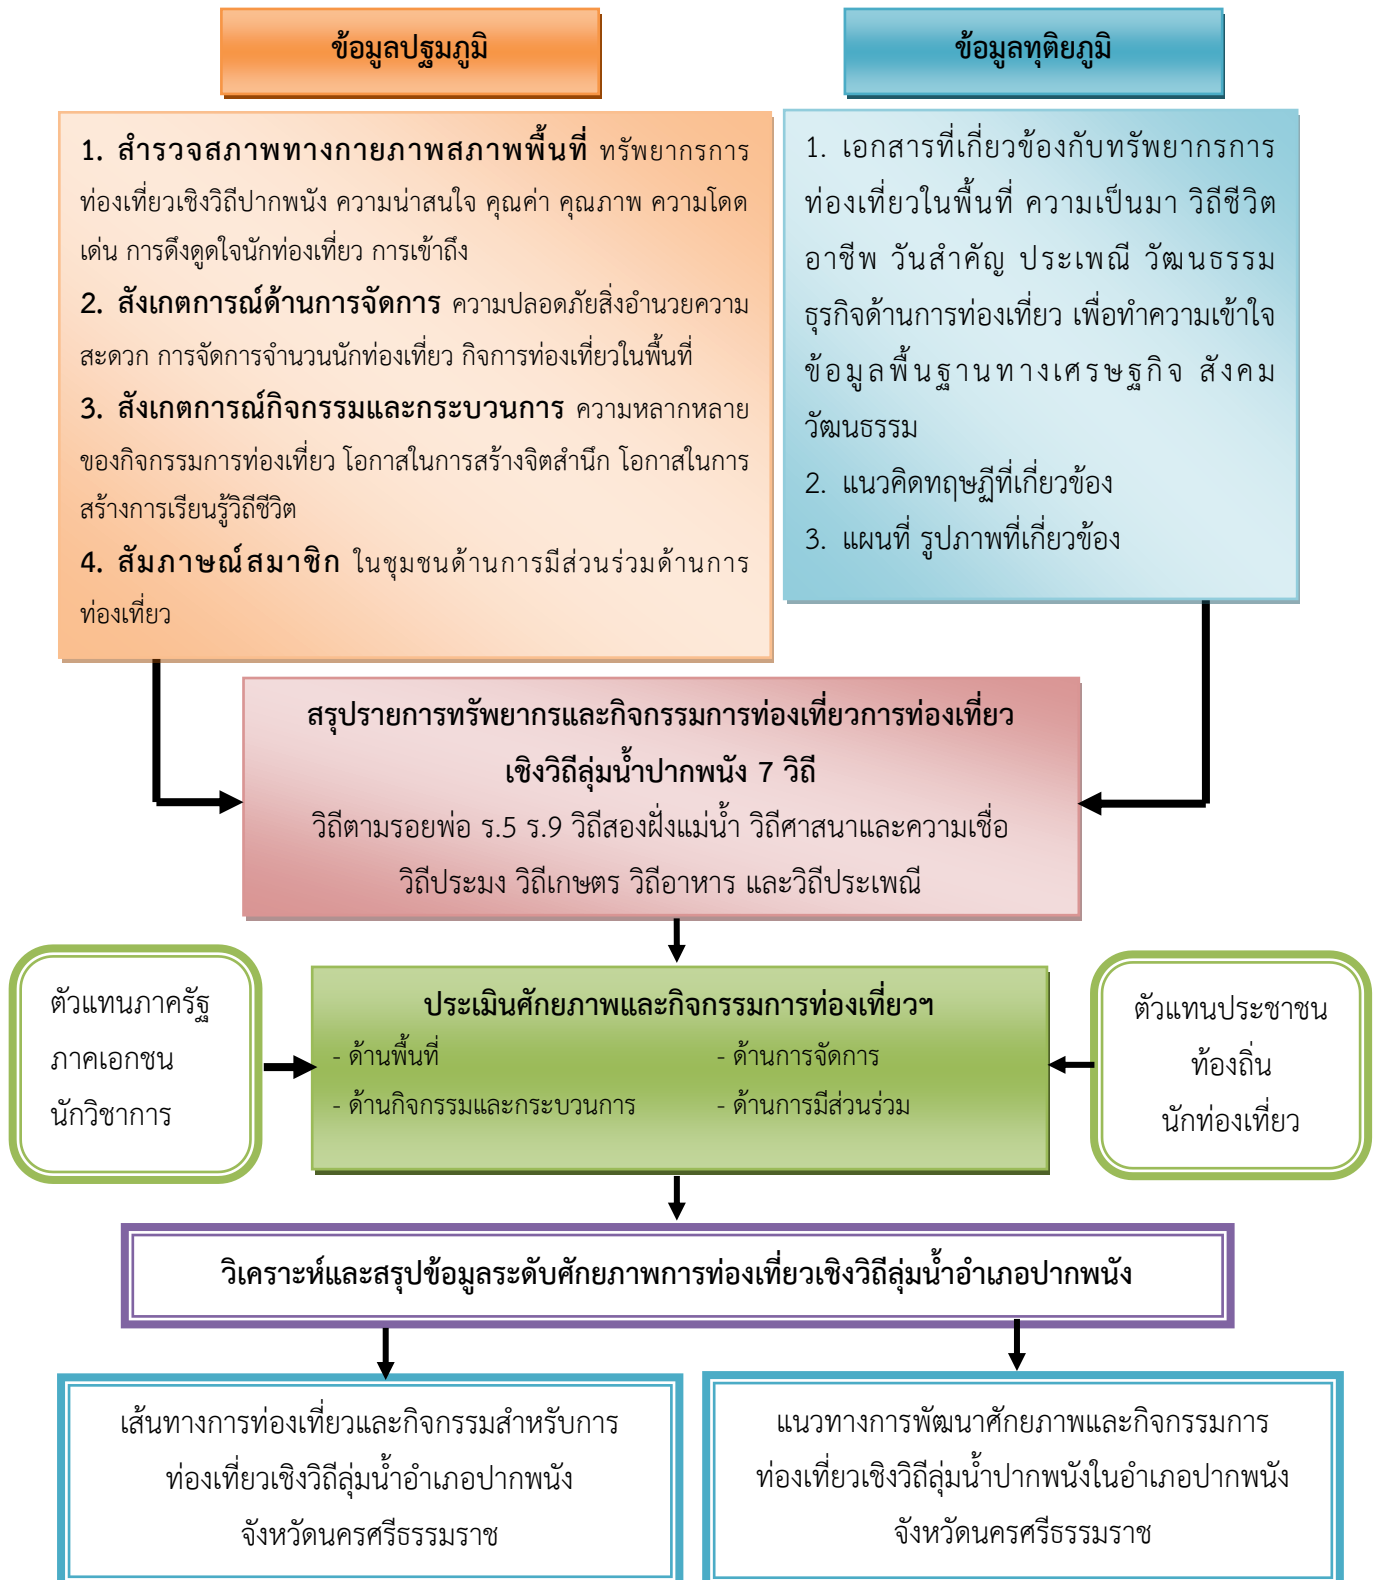 ข้อมูลปฐมภูมิ
ข้อมูลทุติยภูมิ
1. สำรวจสภาพทางกายภาพสภาพพื้นที่ ทรัพยากรการ
ท่องเที่ยวเชิงวิถีปากพนัง ความน่าสนใจ คุณค่า คุณภาพ ความโดด
เด่น การดึงดูดใจนักท่องเที่ยว การเข้าถึง
2. สังเกตการณ์ด้านการจัดการ ความปลอดภัยสิ่งอำนวยความ
สะดวก การจัดการจำนวนนักท่องเที่ยว กิจการท่องเที่ยวในพื้นที่
3. สังเกตการณ์กิจกรรมและกระบวนการ ความหลากหลาย
ของกิจกรรมการท่องเที่ยว โอกาสในการสร้างจิตสำนึก โอกาสในการ
สร้างการเรียนรู้วิถีชีวิต
4. สัมภาษณ์สมาชิก ในชุมชนด้านการมีส่วนร่วมด้านการ
ท่องเที่ยว
1. เอกสารที่เกี่ยวข้องกับทรัพยากรการ
ท่องเที่ยวในพื้นที่ ความเป็นมา วิถีชีวิต
อาชีพ วันสำคัญ ประเพณี วัฒนธรรม
ธุรกิจด้านการท่องเที่ยว เพื่อทำความเข้าใจ
ข้อมูลพื้นฐานทางเศรษฐกิจ สังคม
วัฒนธรรม
2. แนวคิดทฤษฏีที่เกี่ยวข้อง
3. แผนที่ รูปภาพที่เกี่ยวข้อง
สรุปรายการทรัพยากรและกิจกรรมการท่องเที่ยวการท่องเที่ยว
เชิงวิถีลุ่มน้ำปากพนัง 7 วิถี
วิถีตามรอยพ่อ ร.5 ร.9 วิถีสองฝั่งแม่น้ำ วิถีศาสนาและความเชื่อ
วิถีประมง วิถีเกษตร วิถีอาหาร และวิถีประเพณี
ตัวแทนภาครัฐ
ภาคเอกชน
นักวิชาการ
ประเมินศักยภาพและกิจกรรมการท่องเที่ยวฯ
- ด้านพื้นที่ - ด้านการจัดการ
- ด้านกิจกรรมและกระบวนการ - ด้านการมีส่วนร่วม
ตัวแทนประชาชน
ท้องถิ่น
นักท่องเที่ยว
วิเคราะห์และสรุปข้อมูลระดับศักยภาพการท่องเที่ยวเชิงวิถีลุ่มน้ำอำเภอปากพนัง
เส้นทางการท่องเที่ยวและกิจกรรมสำหรับการ
ท่องเที่ยวเชิงวิถีลุ่มน้ำอำเภอปากพนัง
จังหวัดนครศรีธรรมราช
แนวทางการพัฒนาศักยภาพและกิจกรรมการ
ท่องเที่ยวเชิงวิถีลุ่มน้ำปากพนังในอำเภอปากพนัง
จังหวัดนครศรีธรรมราช